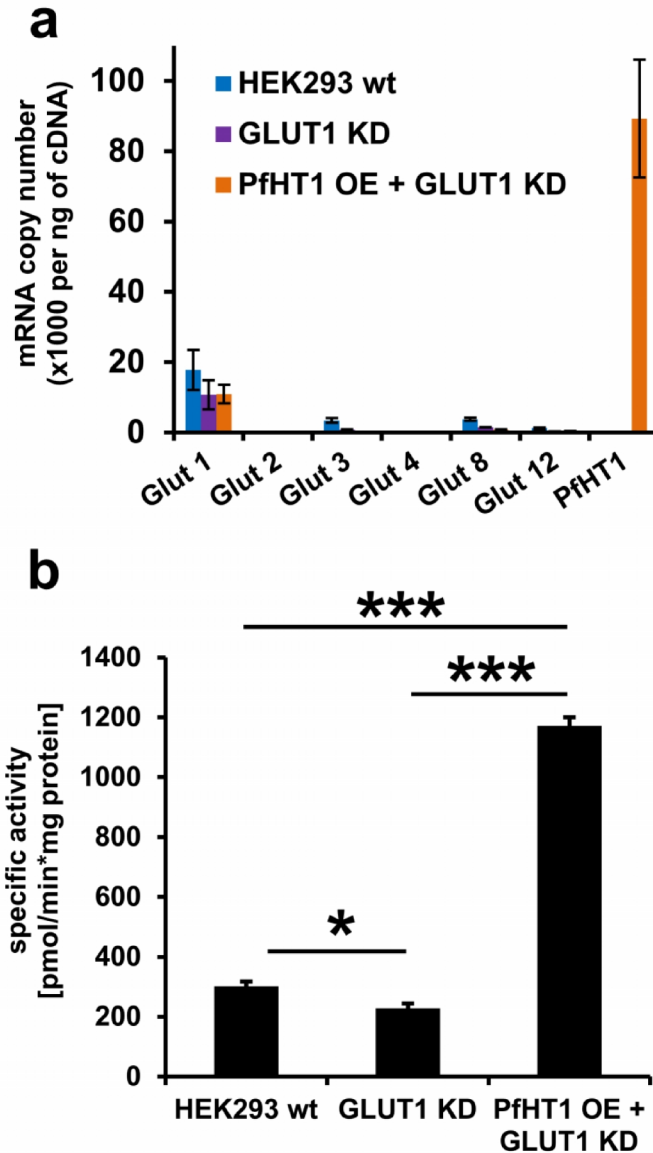 a
mRNA copy number
(x1000 per ng of cDNA)
100
80
60
40
20
0
HEK293 wt
GLUT1 KD
PfHT1 OE + GLUT1 KD
Glut 1
Glut 2
Glut 3
Glut 4
Glut 8
Glut 12
PfHT1
b
specific activity
[pmol/min*mg protein]
1400
1200
1000
800
600
400
200
0
***
***
*
HEK293 wt
GLUT1 KD
PfHT1 OE +
GLUT1 KD